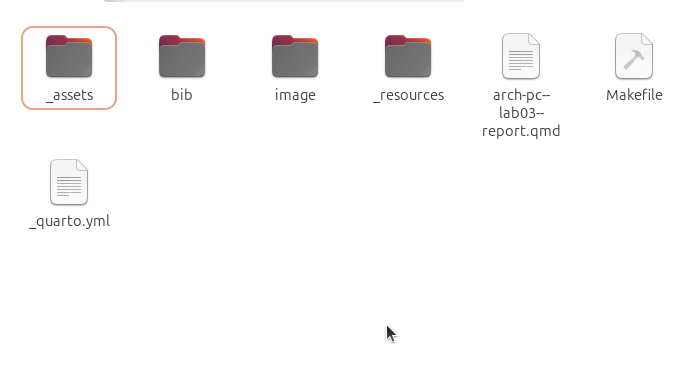 _assets
bib
image
_resources
arch-pc--
lab03--
report.qmd
Makefile
_quarto.yml